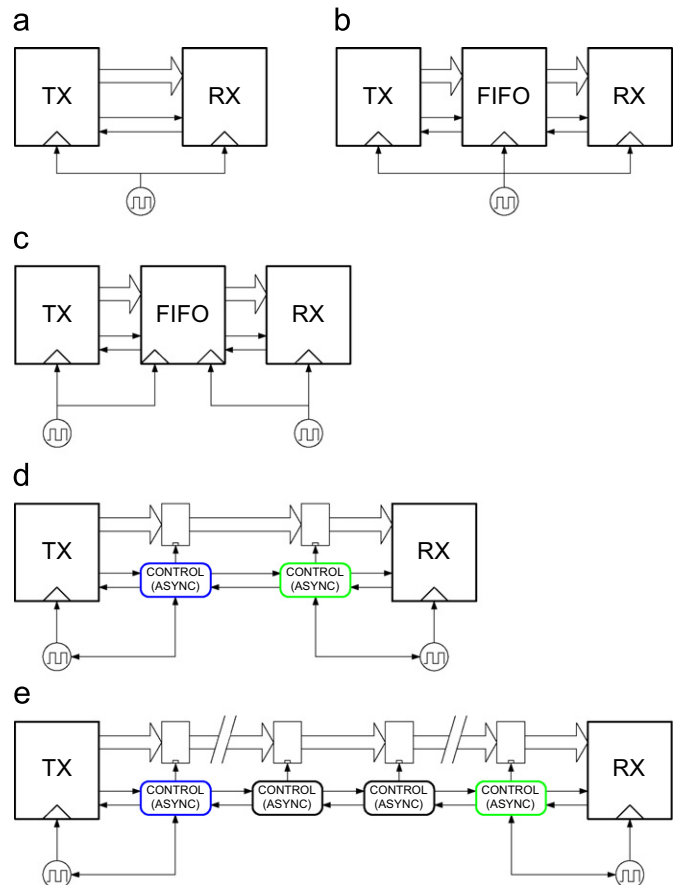 a
TX
RX
b
TX
FIFO
RX
c
TX
FIFO
RX
d
TX
RX
CONTROL
(ASYNC)
CONTROL
(ASYNC)
e
TX
RX
CONTROL
(ASYNC)
CONTROL
(ASYNC)
CONTROL
(ASYNC)
CONTROL
(ASYNC)